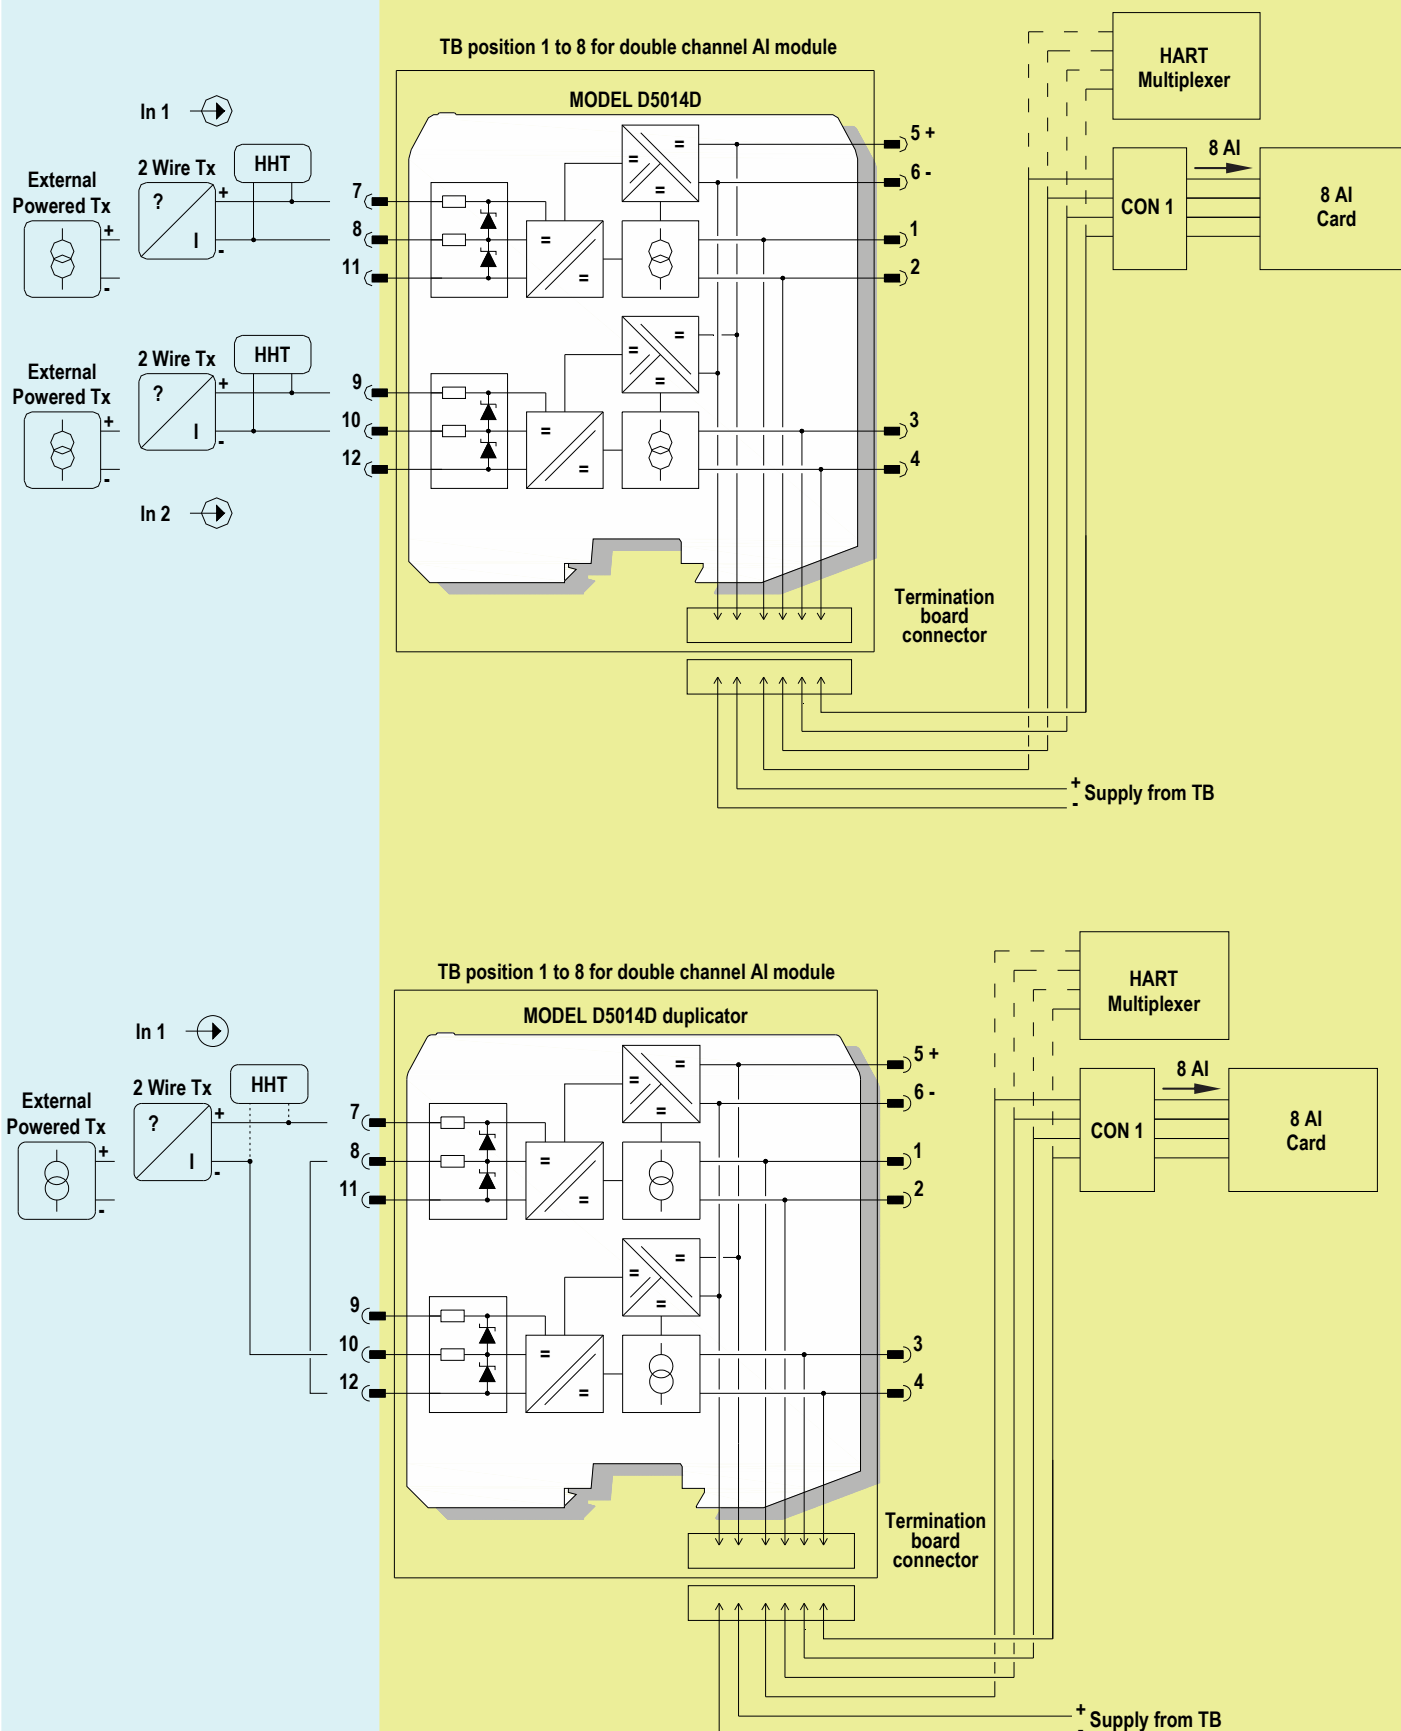 TB position 1 to 8 for double channel AI module
HART
Multiplexer
MODEL D5014D
In 1
5 +
6 -
8 AI
CON 1
8 AI
Card
External
Powered Tx
+
-
2 Wire Tx
?
I
+
-
HHT
7
8
11
=
=
=
=
=
1
2
External
Powered Tx
+
-
2 Wire Tx
?
I
+
-
HHT
9
10
12
=
=
=
=
=
3
4
In 2
Termination
board
connector
+ Supply from TB
-
TB position 1 to 8 for double channel AI module
HART
Multiplexer
MODEL D5014D duplicator
In 1
5 +
6 -
8 AI
CON 1
8 AI
Card
External
Powered Tx
+
-
2 Wire Tx
?
I
+
-
HHT
7
8
11
=
=
=
=
=
1
2
9
10
12
=
=
=
=
=
3
4
Termination
board
connector
+ Supply from TB
-